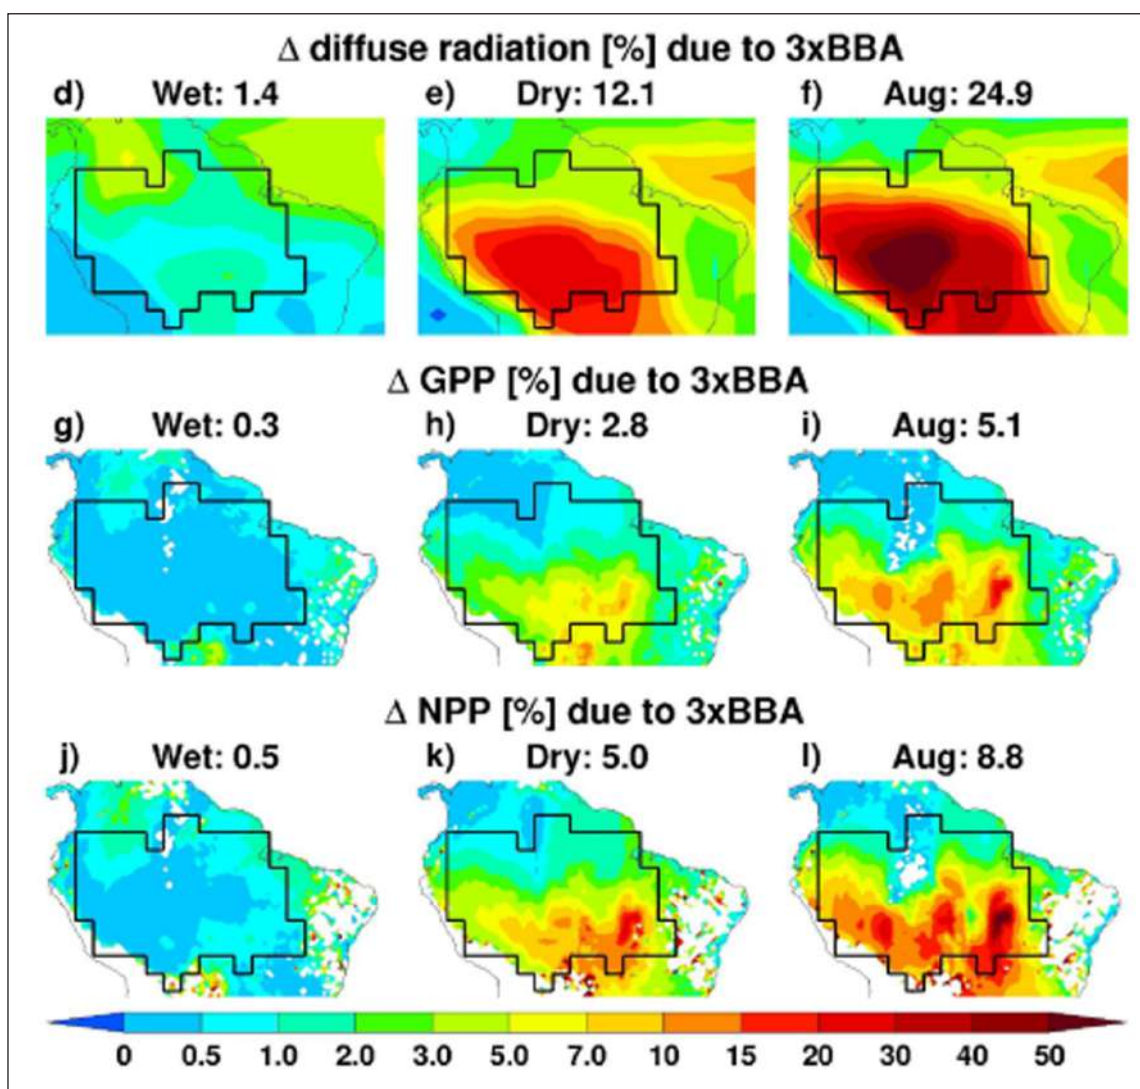 Δ diffuse radiation [%] due to 3xBBA
d) Wet: 1.4 e) Dry: 12.1 f) Aug: 24.9
Δ GPP [%] due to 3xBBA
g) Wet: 0.3 h) Dry: 2.8 i) Aug: 5.1
Δ NPP [%] due to 3xBBA
j) Wet: 0.5 k) Dry: 5.0 l) Aug: 8.8
0 0.5 1.0 2.0 3.0 5.0 7.0 10 15 20 30 40 50